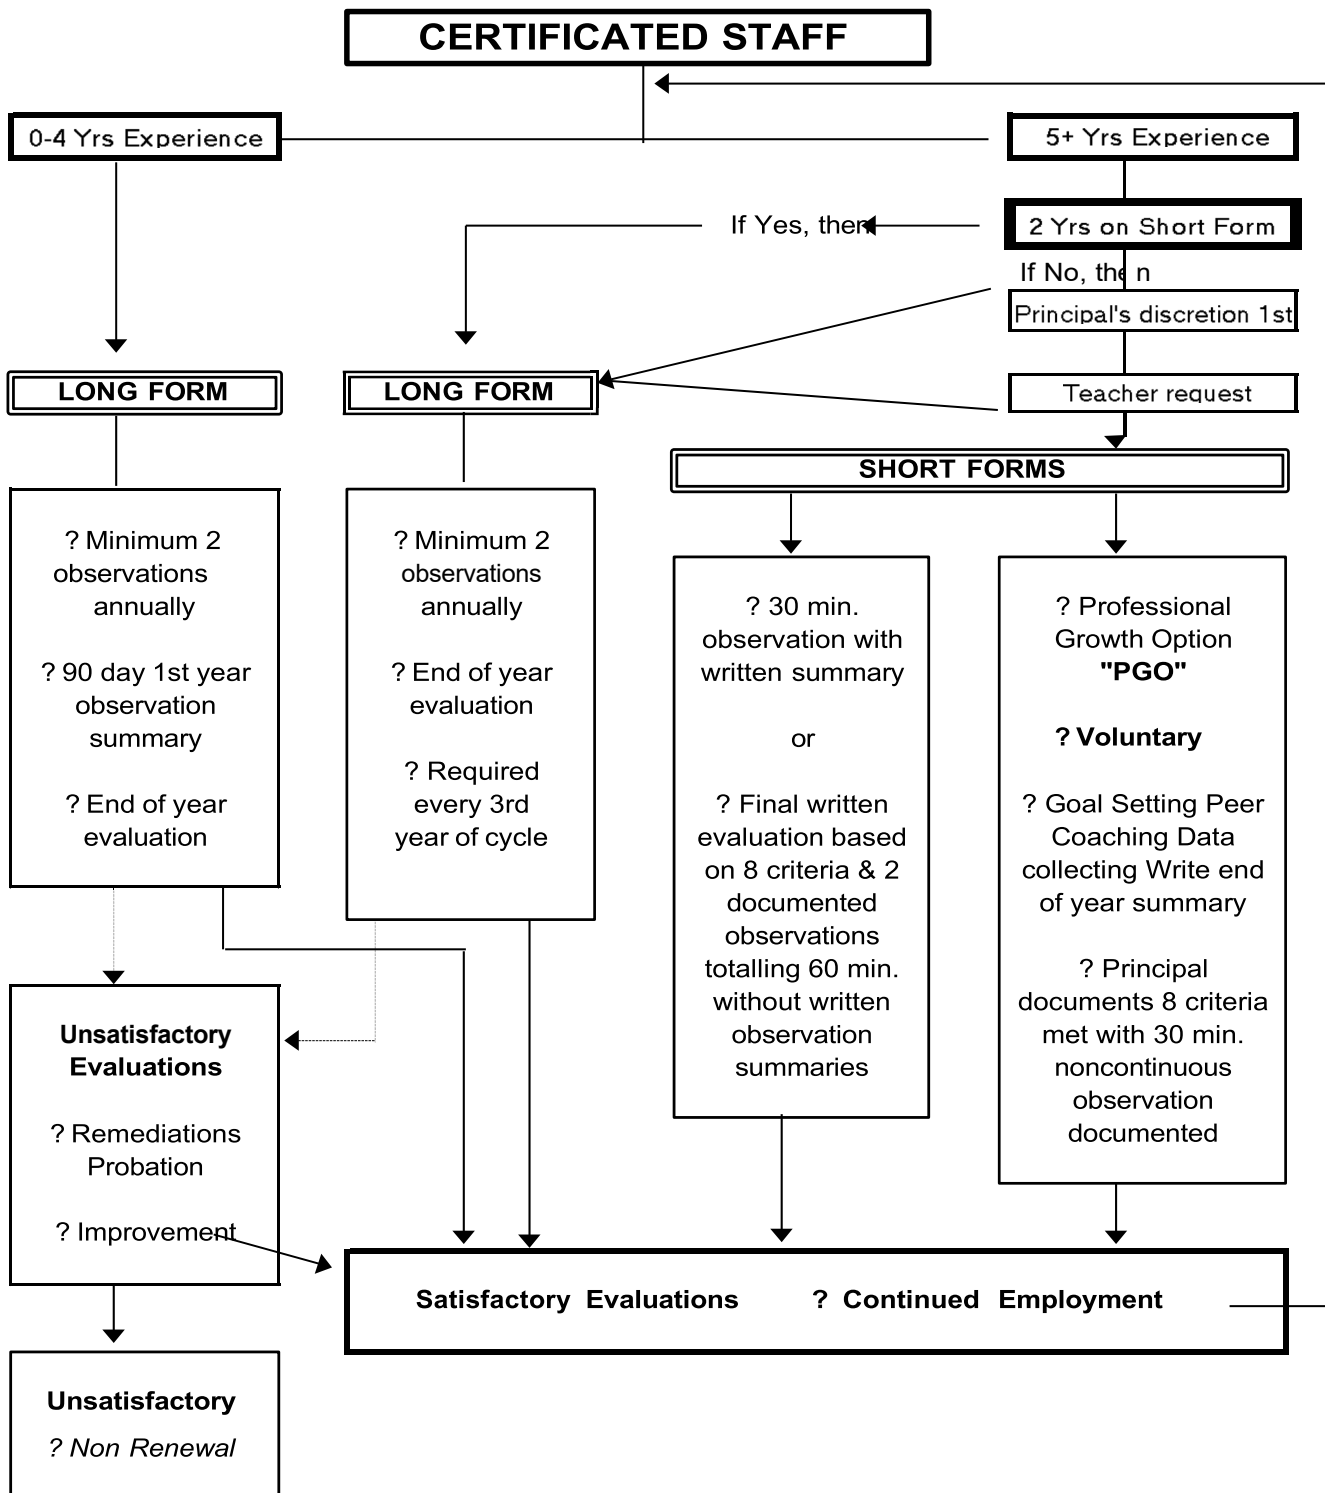 CERTIFICATED STAFF
0-4 Yrs Experience
5+ Yrs Experience
If Yes, then
2 Yrs on Short Form
If No, then
Principal's discretion 1st
Teacher request
LONG FORM
LONG FORM
SHORT FORMS
? Minimum 2
observations
annually
? 90 day 1st year
observation
summary
? End of year
evaluation
? Minimum 2
observations
annually
? End of year
evaluation
? Required
every 3rd
year of cycle
? 30 min.
observation with
written summary
or
? Final written
evaluation based
on 8 criteria & 2
documented
observations
totalling 60 min.
without written
observation
summaries
? Professional
Growth Option
"PGO"
? Voluntary
? Goal Setting Peer
Coaching Data
collecting Write end
of year summary
? Principal
documents 8 criteria
met with 30 min.
noncontinuous
observation
documented
Unsatisfactory
Evaluations
? Remediations
Probation
? Improvement
Satisfactory Evaluations ? Continued Employment
Unsatisfactory
? Non Renewal